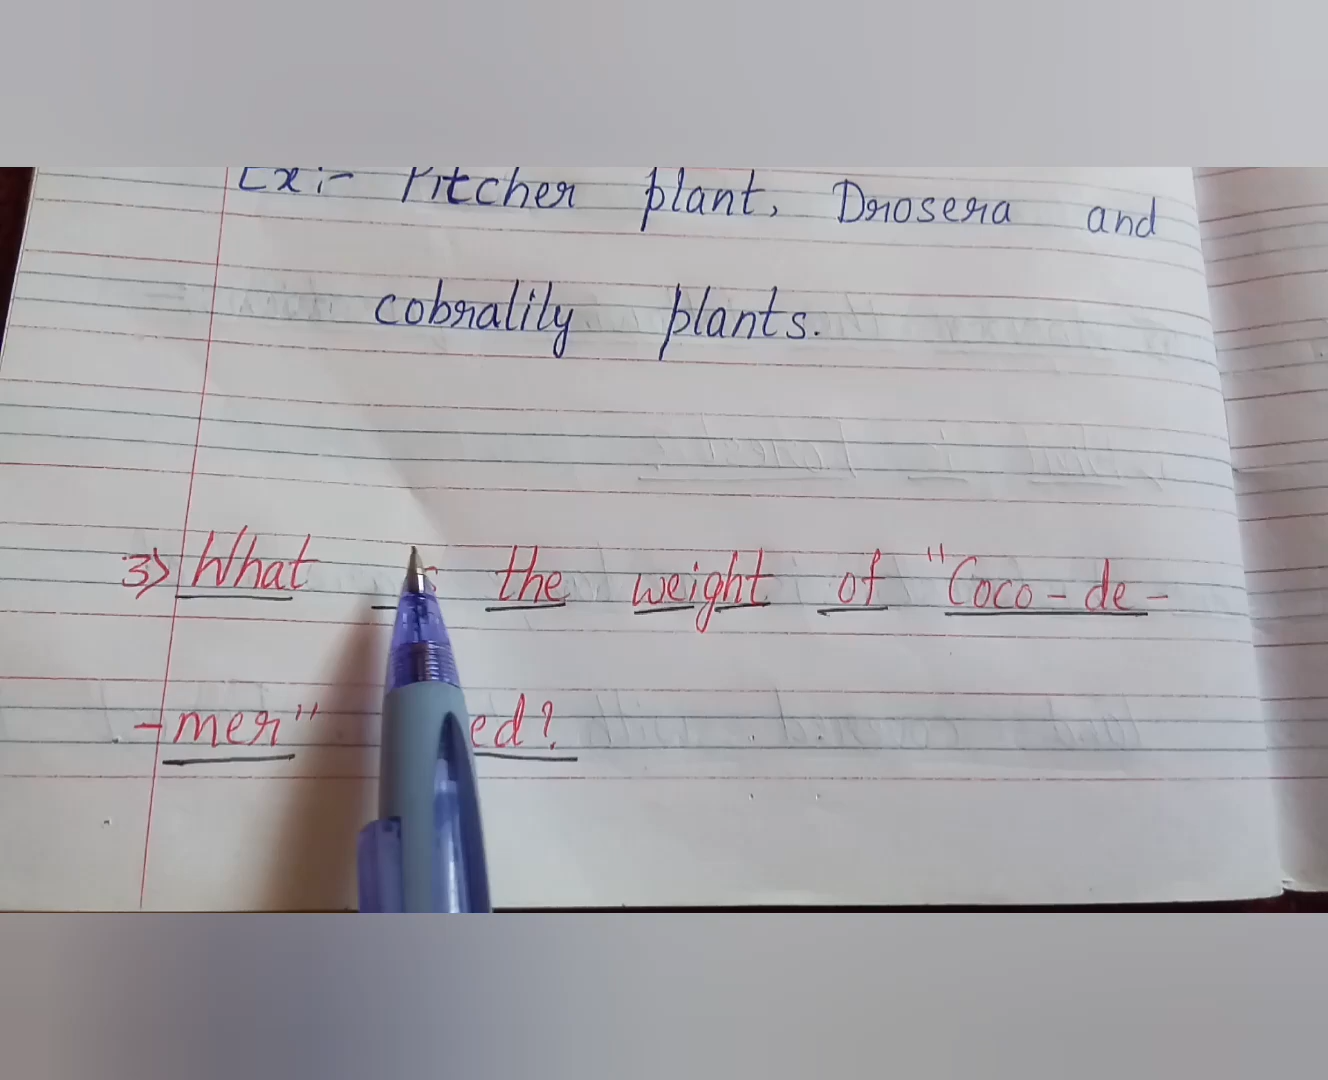 Ex:- Pitcher plant, Drosera and
cobralily plants.
3) What the weight of "Coco-de-
-mer" ed?